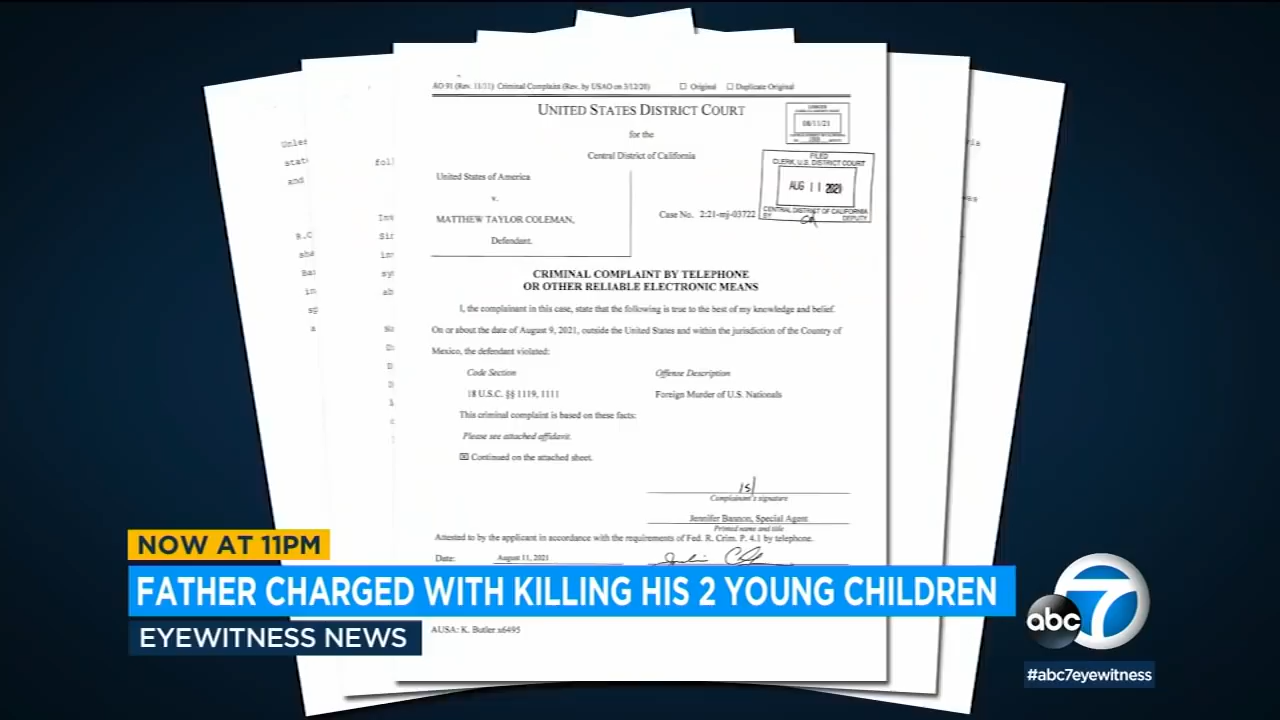 AO 91 (Rev. 11/11) Criminal Complaint (Rev. by USAO on 3/12/20) ☐ Original ☐ Duplicate Original
UNITED STATES DISTRICT COURT
for the
Central District of California
08/11/21
FILED
CLERK, U.S. DISTRICT COURT
AUG 11 2021
CENTRAL DISTRICT OF CALIFORNIA
BY DEPUTY
United States of America
v.
MATTHEW TAYLOR COLEMAN,
Defendant.
Case No. 2:21-mj-03722
CRIMINAL COMPLAINT BY TELEPHONE
OR OTHER RELIABLE ELECTRONIC MEANS
I, the complainant in this case, state that the following is true to the best of my knowledge and belief.
On or about the date of August 9, 2021, outside the United States and within the jurisdiction of the Country of
Mexico, the defendant violated:
Code Section Offense Description
18 U.S.C. §§ 1119, 1111 Foreign Murder of U.S. Nationals
This criminal complaint is based on these facts:
Please see attached affidavit.
☒ Continued on the attached sheet.
/s/
Complainant's signature
Jennifer Bannon, Special Agent
Printed name and title
Attested to by the applicant in accordance with the requirements of Fed. R. Crim. P. 4.1 by telephone.
Date: August 11, 2021
NOW AT 11PM
FATHER CHARGED WITH KILLING HIS 2 YOUNG CHILDREN
EYEWITNESS NEWS
AUSA: K. Butler x6495
abc 7
#abc7eyewitness